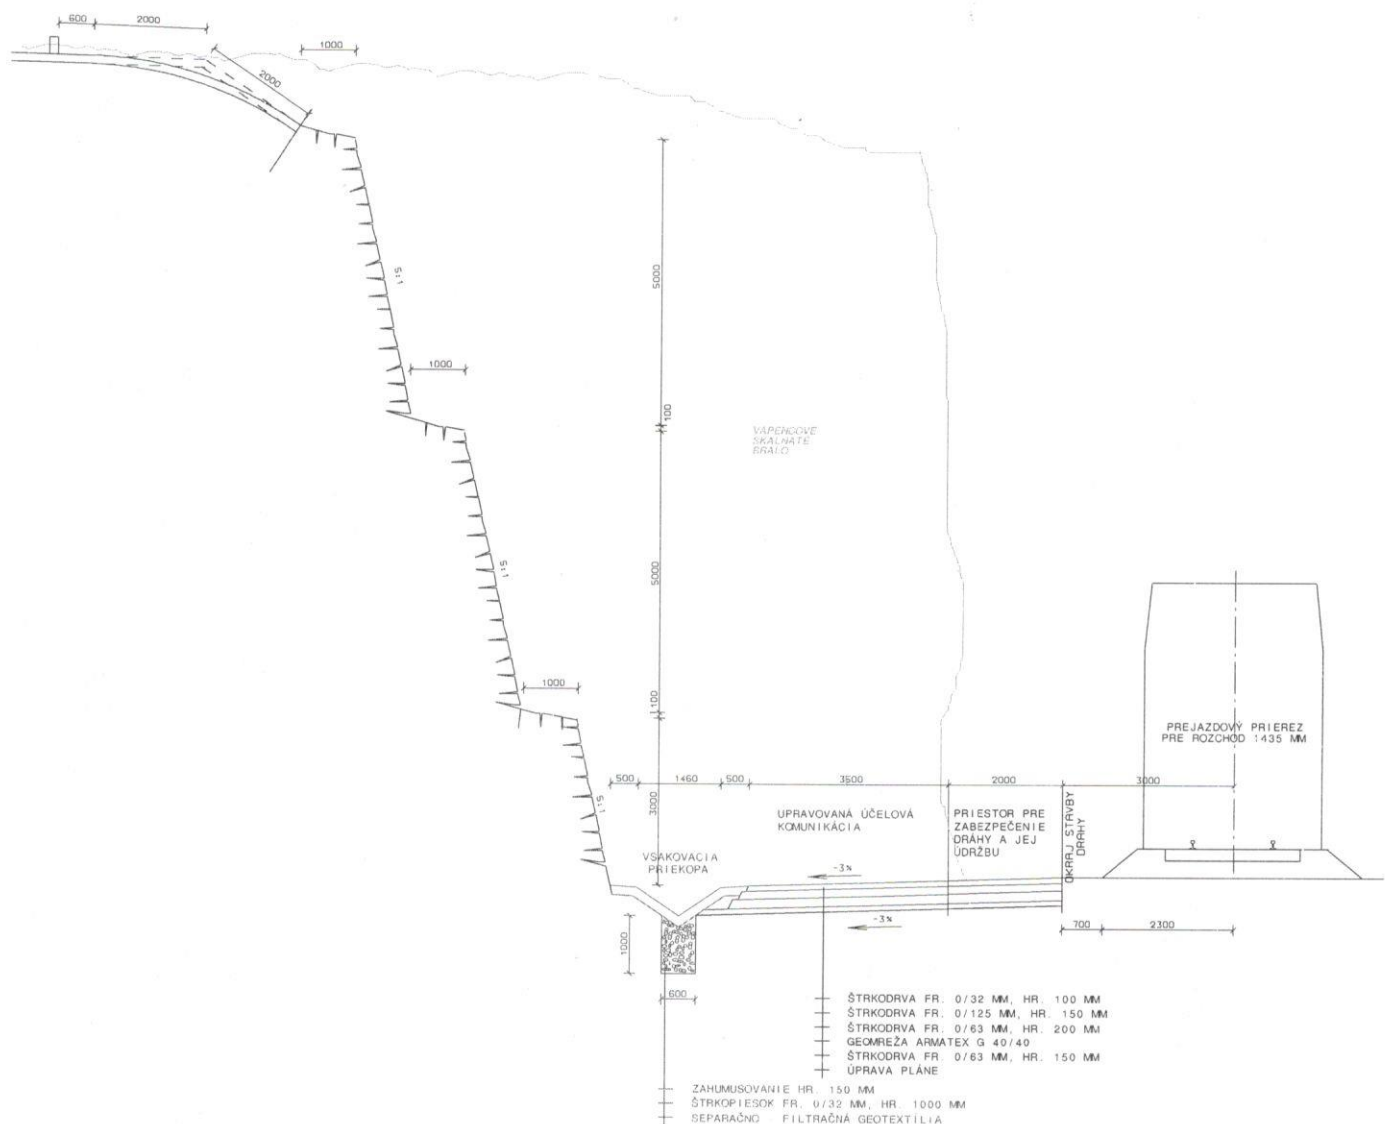 600
2000
1000
2000
5:1
5000
1000
100
VÁPENCOVÉ
SKALNATÉ
BRALO
5:1
5000
1000
100
PREJAZDOVÝ PRIEREZ
PRE ROZCHOD 1435 MM
500
1460
500
3500
2000
3000
5:1
3000
UPRAVOVANÁ ÚČELOVÁ
KOMUNIKÁCIA
PRIESTOR PRE
ZABEZPEČENIE
DRÁHY A JEJ
ÚDRŽBU
OKRAJ STAVBY
DRÁHY
VSAKOVACIA
PRIEKOPA
-3%
-3%
1000
700
2300
600
ŠTRKODRVA FR. 0/32 MM, HR. 100 MM
ŠTRKODRVA FR. 0/125 MM, HR. 150 MM
ŠTRKODRVA FR. 0/63 MM, HR. 200 MM
GEOMREŽA ARMATEX G 40/40
ŠTRKODRVA FR. 0/63 MM, HR. 150 MM
ÚPRAVA PLÁNE
ZAHUMUSOVANIE HR. 150 MM
ŠTRKOPIESOK FR. 0/32 MM, HR. 1000 MM
SEPARAČNO FILTRAČNÁ GEOTEXTÍLIA